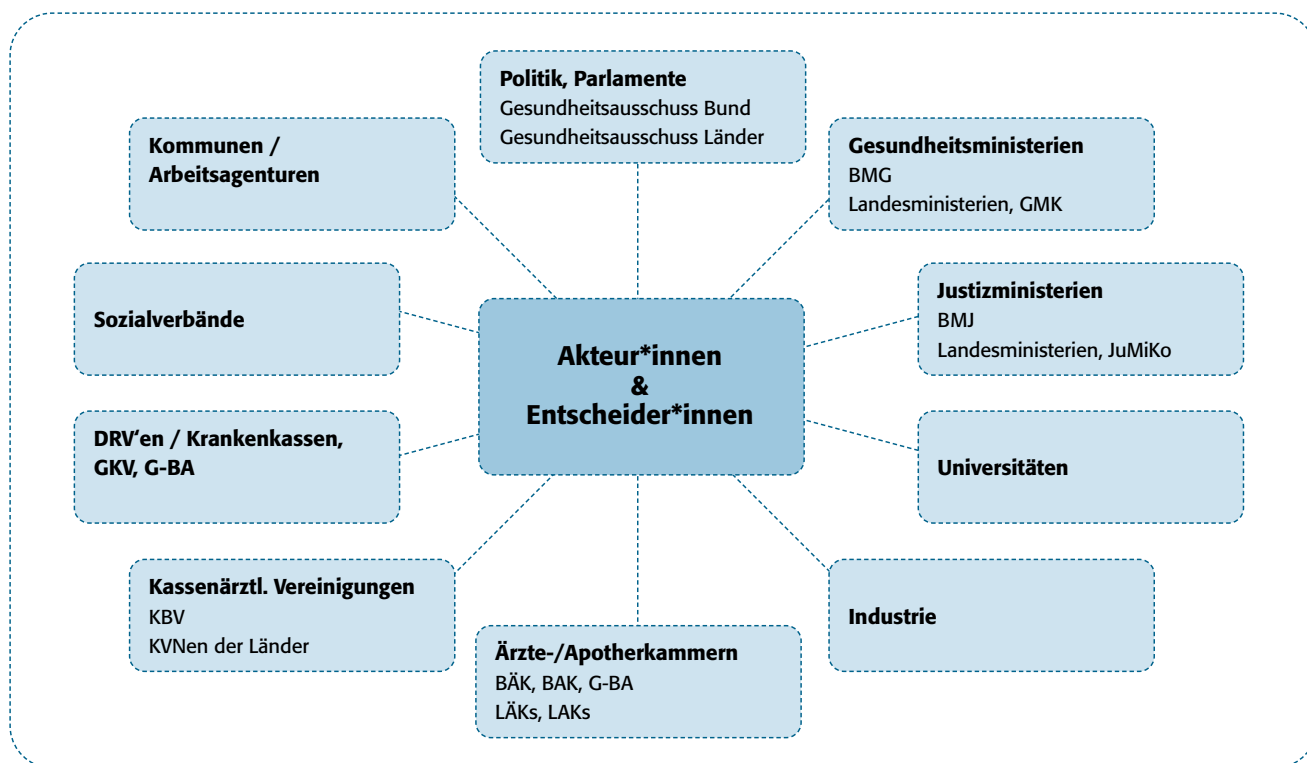 Politik, Parlamente
Gesundheitsausschuss Bund
Gesundheitsausschuss Länder
Kommunen /
Arbeitsagenturen
Gesundheitsministerien
BMG
Landesministerien, GMK
Sozialverbände
Justizministerien
BMJ
Landesministerien, JuMiKo
Akteur*innen
&
Entscheider*innen
DRV‘en / Krankenkassen,
GKV, G-BA
Universitäten
Kassenärztl. Vereinigungen
KBV
KVNen der Länder
Industrie
Ärzte-/Apotherkammern
BÄK, BAK, G-BA
LÄKs, LAKs